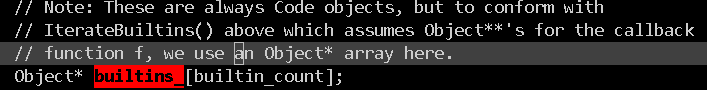 // Note: These are always Code objects, but to conform with
// IterateBuiltins() above which assumes Object**'s for the callback
// function f, we use an Object* array here.
Object* builtins_[builtin_count];